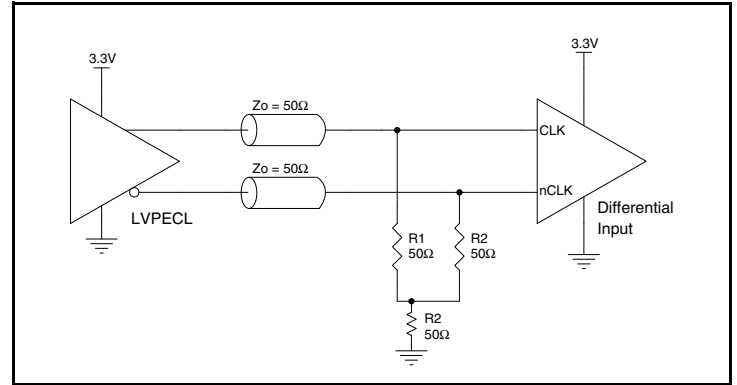 3.3V
3.3V
Zo = 50Ω
CLK
Zo = 50Ω
nCLK
LVPECL
Differential
Input
R1
50Ω
R2
50Ω
R2
50Ω